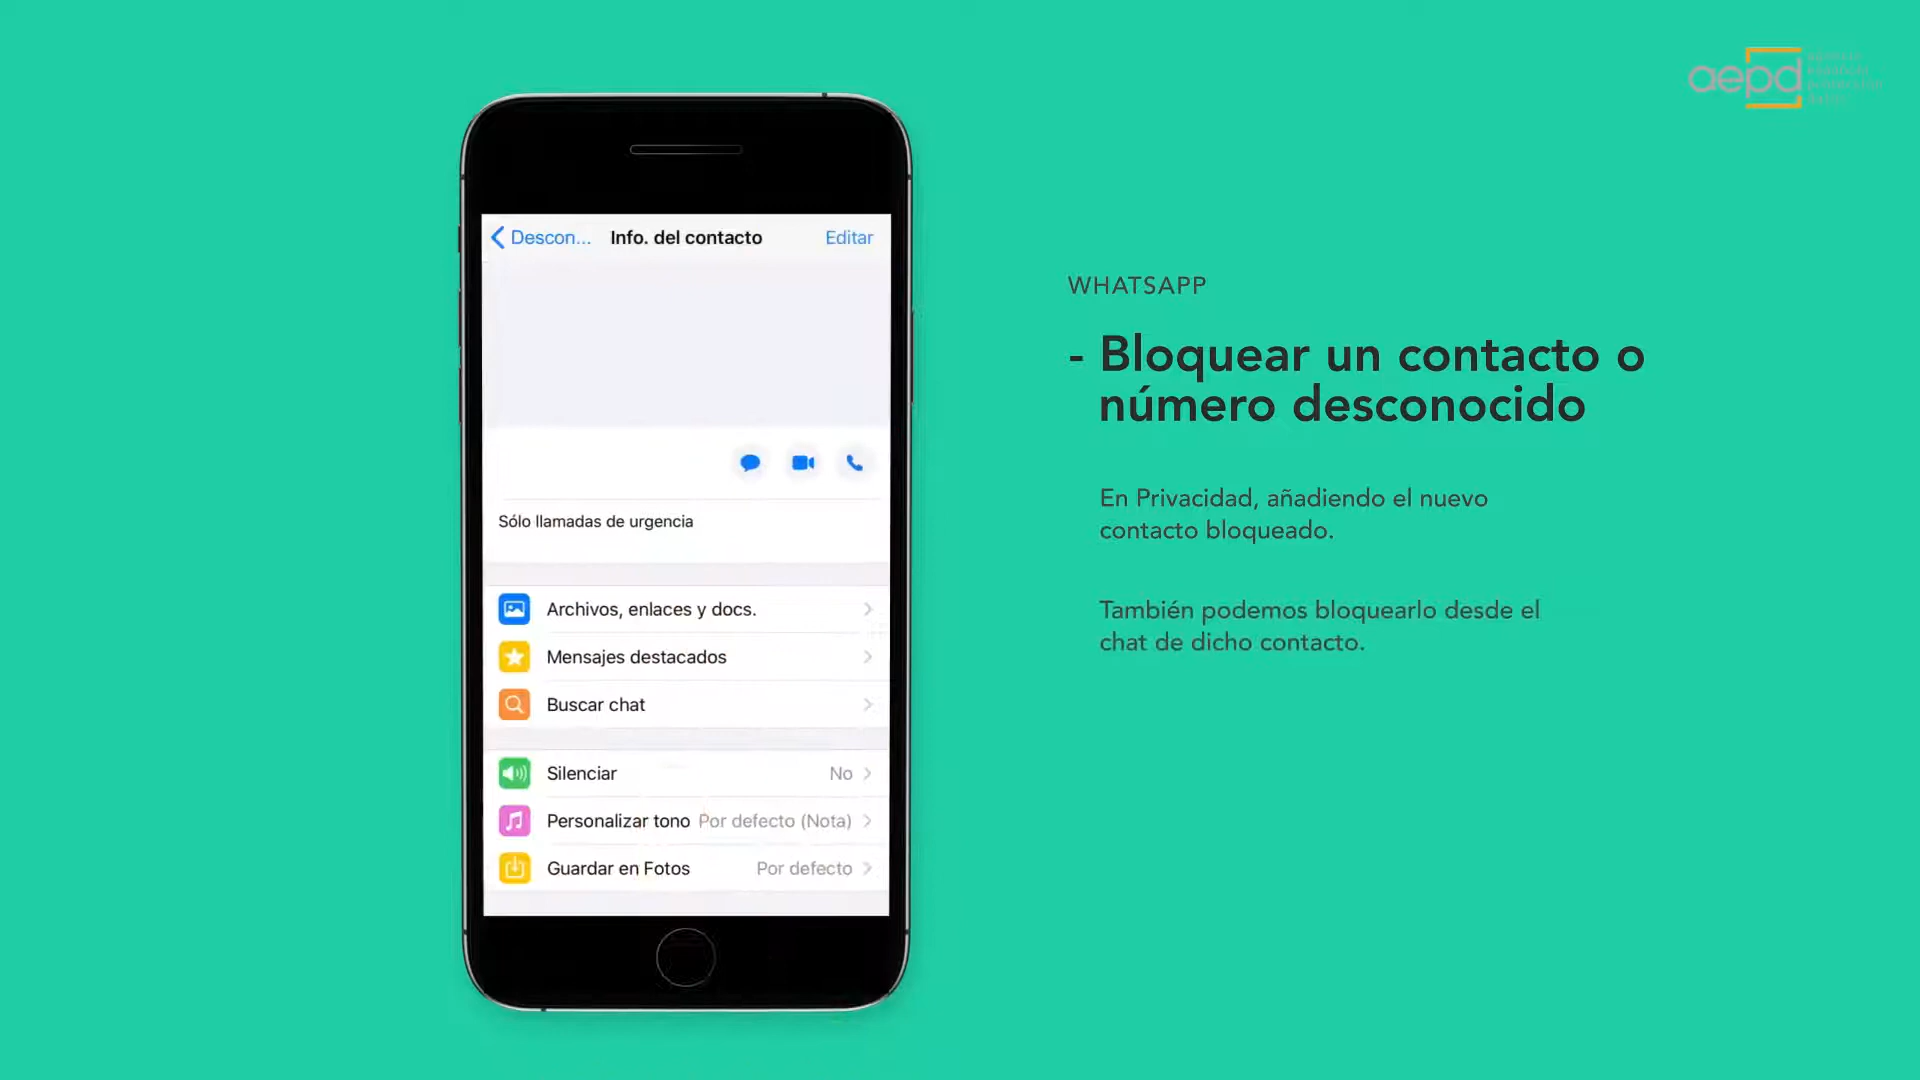 aepd
Descon... Info. del contacto Editar
Sólo llamadas de urgencia
Archivos, enlaces y docs.
Mensajes destacados
Buscar chat
Silenciar No
Personalizar tono Por defecto (Nota)
Guardar en Fotos Por defecto
WHATSAPP
- Bloquear un contacto o
número desconocido
En Privacidad, añadiendo el nuevo
contacto bloqueado.
También podemos bloquearlo desde el
chat de dicho contacto.